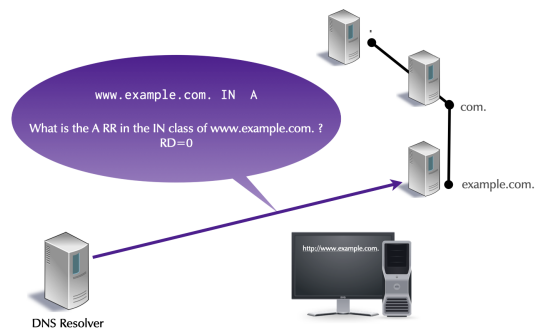 .
www.example.com. IN A
What is the A RR in the IN class of www.example.com. ?
RD=0
com.
example.com.
http://www.example.com.
DNS Resolver